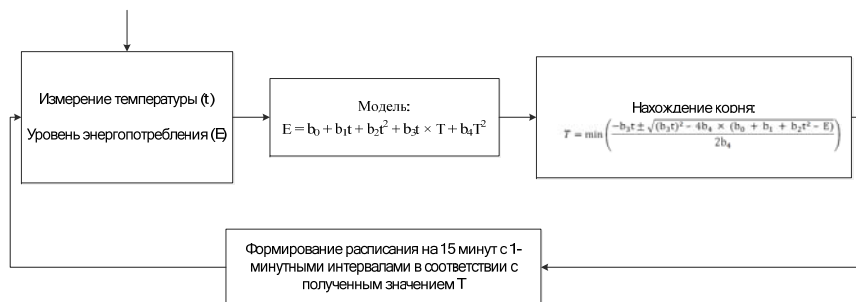 Измерение температуры (t)
Уровень энергопотребления (E)
Модель:
E = b₀ + b₁t + b₂t² + b₃t × T + b₄T²
Нахождение корня:
T = min((-b₃t ± √((b₃t)² - 4b₄ × (b₀ + b₁ + b₂t² - E))) / 2b₄)
Формирование расписания на 15 минут с 1-
минутными интервалами в соответствии с
полученным значением T